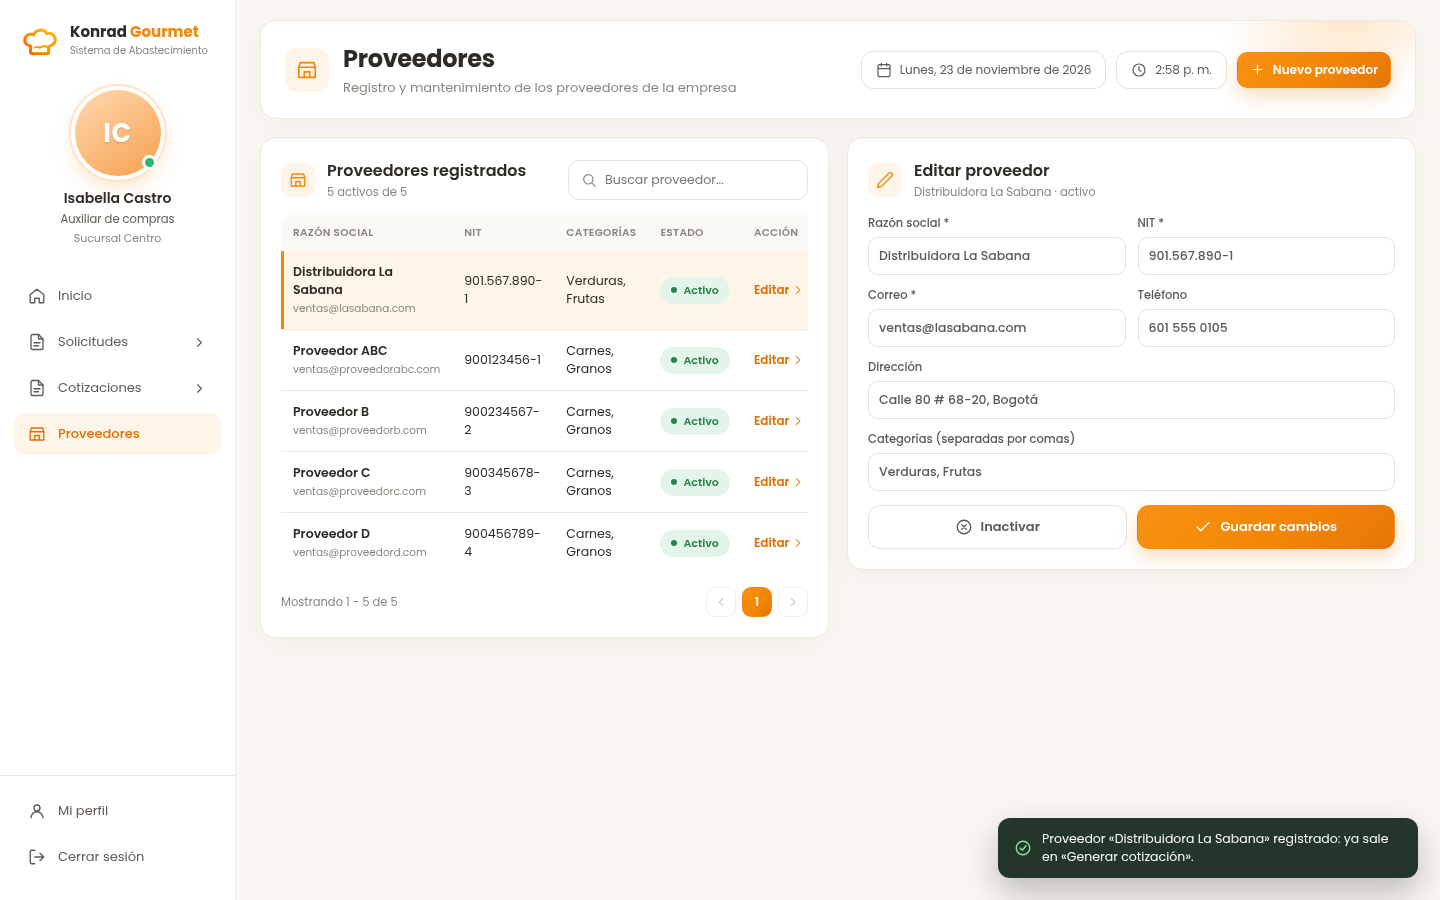 Konrad Gourmet
Sistema de Abastecimiento
IC
Isabella Castro
Auxiliar de compras
Sucursal Centro
Inicio
Solicitudes
Cotizaciones
Proveedores
Mi perfil
Cerrar sesión
Proveedores
Registro y mantenimiento de los proveedores de la empresa
Lunes, 23 de noviembre de 2026
2:58 p. m.
Nuevo proveedor
Proveedores registrados
5 activos de 5
Buscar proveedor...
RAZÓN SOCIAL NIT CATEGORÍAS ESTADO ACCIÓN
Distribuidora La
Sabana
ventas@lasabana.com
901.567.890-
1
Verduras,
Frutas
Activo
Editar
Proveedor ABC
ventas@proveedorabc.com
900123456-1
Carnes,
Granos
Activo
Editar
Proveedor B
ventas@proveedorb.com
900234567-
2
Carnes,
Granos
Activo
Editar
Proveedor C
ventas@proveedorc.com
900345678-
3
Carnes,
Granos
Activo
Editar
Proveedor D
ventas@proveedord.com
900456789-
4
Carnes,
Granos
Activo
Editar
Mostrando 1 - 5 de 5
1
Editar proveedor
Distribuidora La Sabana · activo
Razón social *
Distribuidora La Sabana
NIT *
901.567.890-1
Correo *
ventas@lasabana.com
Teléfono
601 555 0105
Dirección
Calle 80 # 68-20, Bogotá
Categorías (separadas por comas)
Verduras, Frutas
Inactivar
Guardar cambios
Proveedor «Distribuidora La Sabana» registrado: ya sale
en «Generar cotización».